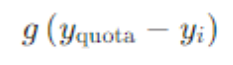 g (y_quota − y_i)